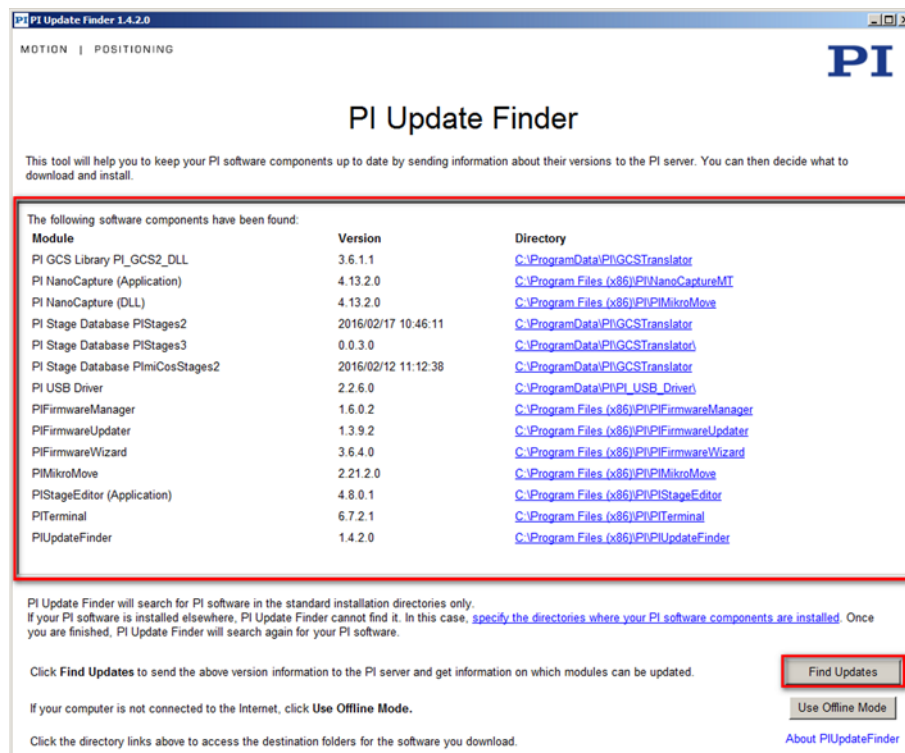 PI PI Update Finder 1.4.2.0
MOTION | POSITIONING
PI
PI Update Finder
This tool will help you to keep your PI software components up to date by sending information about their versions to the PI server. You can then decide what to
download and install.
The following software components have been found:
Module Version Directory
PI GCS Library PI_GCS2_DLL 3.6.1.1 C:\ProgramData\PI\GCSTranslator
PI NanoCapture (Application) 4.13.2.0 C:\Program Files (x86)\PI\NanoCaptureMT
PI NanoCapture (DLL) 4.13.2.0 C:\Program Files (x86)\PI\PIMikroMove
PI Stage Database PIStages2 2016/02/17 10:46:11 C:\ProgramData\PI\GCSTranslator
PI Stage Database PIStages3 0.0.3.0 C:\ProgramData\PI\GCSTranslator\
PI Stage Database PImiCosStages2 2016/02/12 11:12:38 C:\ProgramData\PI\GCSTranslator
PI USB Driver 2.2.6.0 C:\ProgramData\PI\PI_USB_Driver\
PIFirmwareManager 1.6.0.2 C:\Program Files (x86)\PI\PIFirmwareManager
PIFirmwareUpdater 1.3.9.2 C:\Program Files (x86)\PI\PIFirmwareUpdater
PIFirmwareWizard 3.6.4.0 C:\Program Files (x86)\PI\PIFirmwareWizard
PIMikroMove 2.21.2.0 C:\Program Files (x86)\PI\PIMikroMove
PIStageEditor (Application) 4.8.0.1 C:\Program Files (x86)\PI\PIStageEditor
PITerminal 6.7.2.1 C:\Program Files (x86)\PI\PITerminal
PIUpdateFinder 1.4.2.0 C:\Program Files (x86)\PI\PIUpdateFinder
PI Update Finder will search for PI software in the standard installation directories only.
If your PI software is installed elsewhere, PI Update Finder cannot find it. In this case, specify the directories where your PI software components are installed. Once
you are finished, PI Update Finder will search again for your PI software.
Click Find Updates to send the above version information to the PI server and get information on which modules can be updated. Find Updates
If your computer is not connected to the Internet, click Use Offline Mode. Use Offline Mode
Click the directory links above to access the destination folders for the software you download. About PIUpdateFinder